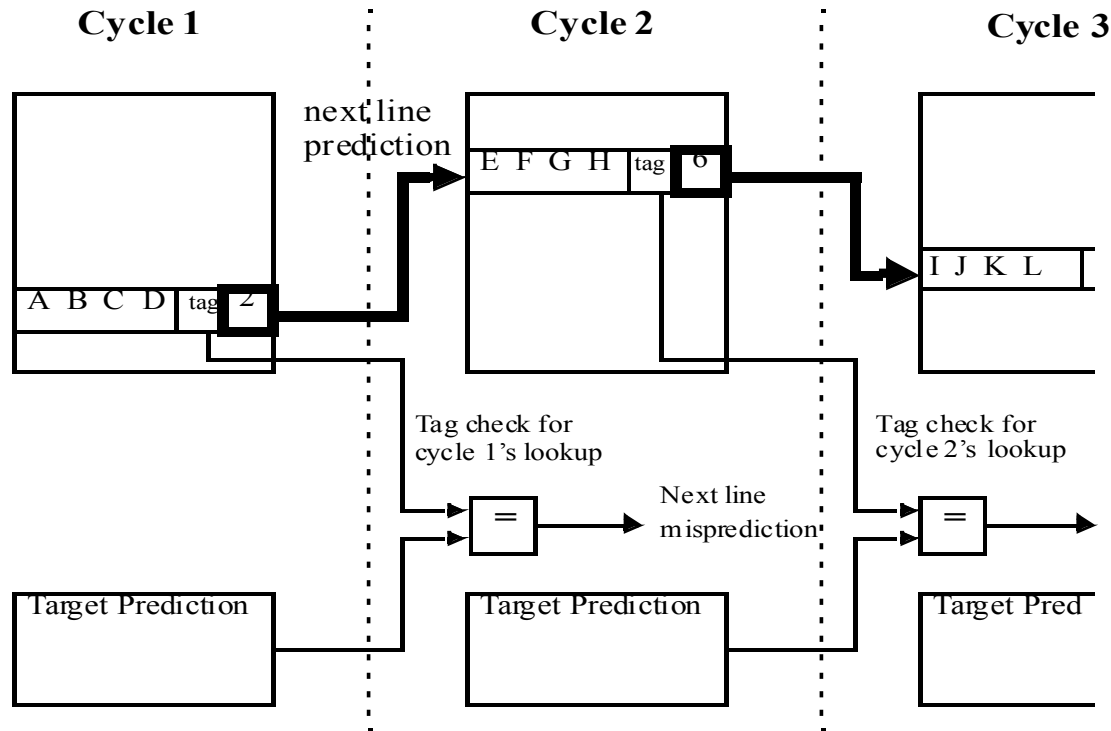 Cycle 1
Cycle 2
Cycle 3
next line
prediction
E F G H tag 6
I J K L
A B C D tag 2
Tag check for
cycle 1's lookup
Tag check for
cycle 2's lookup
=
Next line
misprediction
=
Target Prediction
Target Prediction
Target Pred